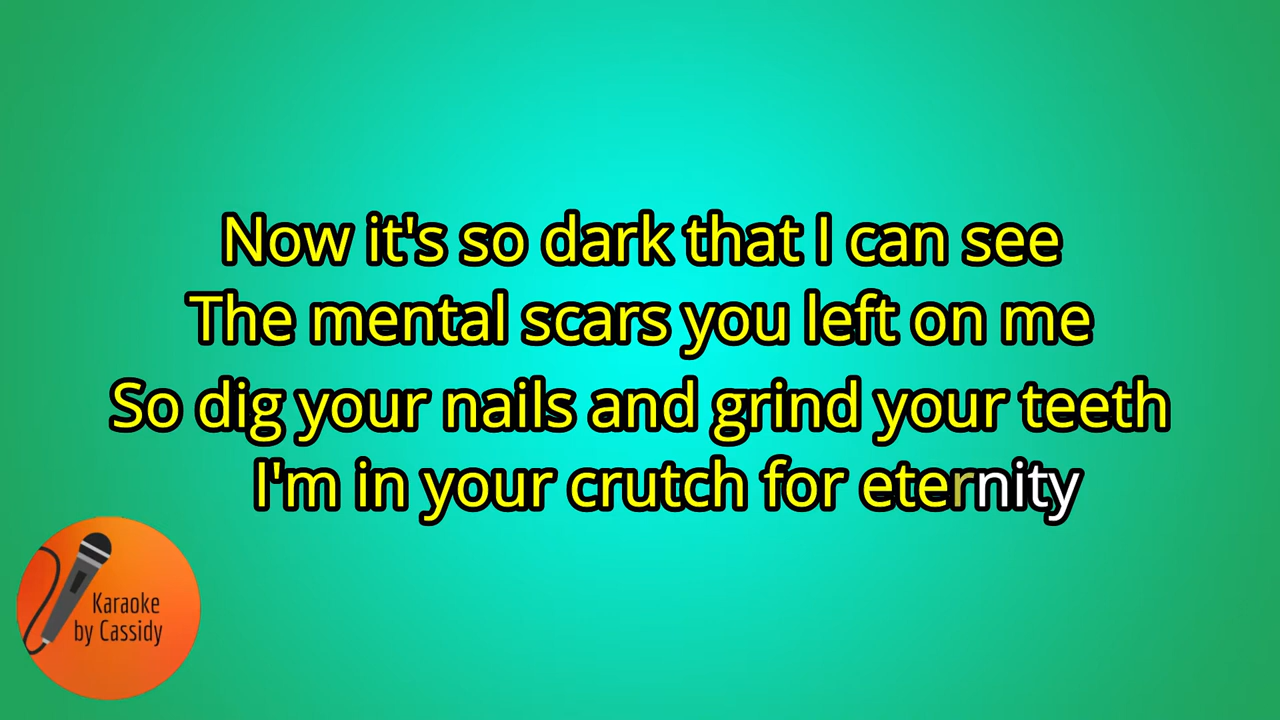 Now it's so dark that I can see
The mental scars you left on me
So dig your nails and grind your teeth
I'm in your crutch for eternity
Karaoke
by Cassidy